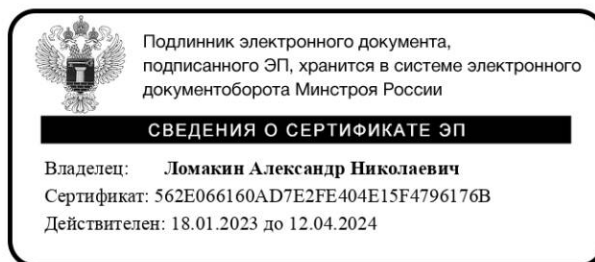 Подлинник электронного документа,
подписанного ЭП, хранится в системе электронного
документоборота Минстроя России
СВЕДЕНИЯ О СЕРТИФИКАТЕ ЭП
Владелец: Ломакин Александр Николаевич
Сертификат: 562E066160AD7E2FE404E15F4796176B
Действителен: 18.01.2023 до 12.04.2024